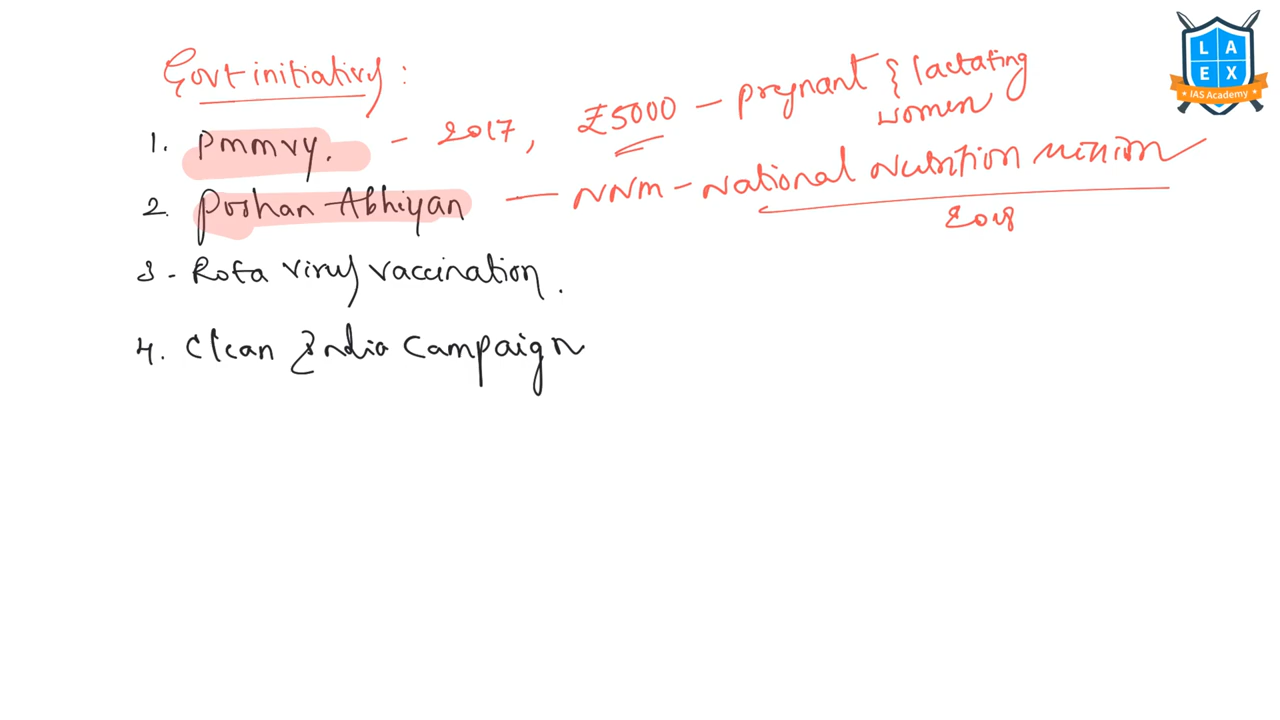 Govt initiatives :
1. PMMVY. - 2017, ₹5000 - pregnant & lactating women
2. Poshan Abhiyan — NNM - National Nutrition Mission
2018
3 - Rota Virus vaccination.
4. Clean India Campaign
LAEX
IAS Academy